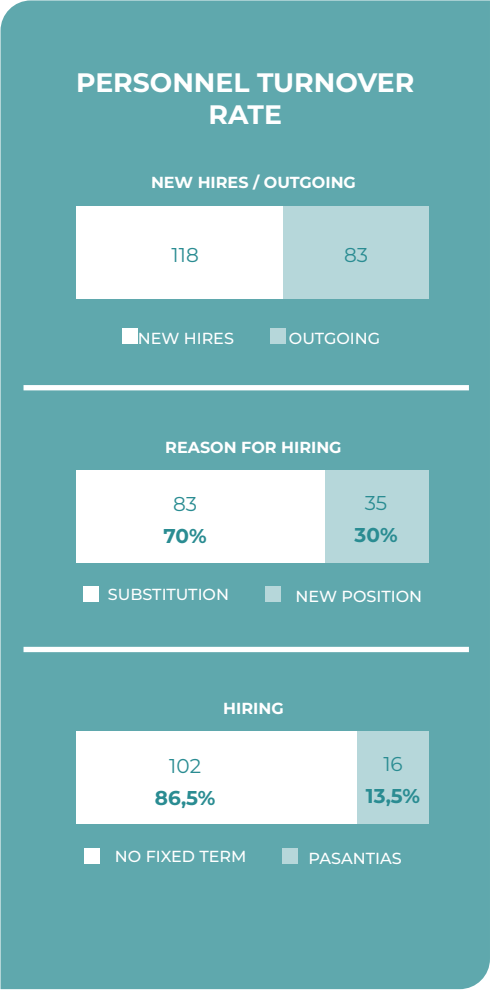 PERSONNEL TURNOVER
RATE
NEW HIRES / OUTGOING
118 83
NEW HIRES OUTGOING
REASON FOR HIRING
83 35
70% 30%
SUBSTITUTION NEW POSITION
HIRING
102 16
86,5% 13,5%
NO FIXED TERM PASANTIAS